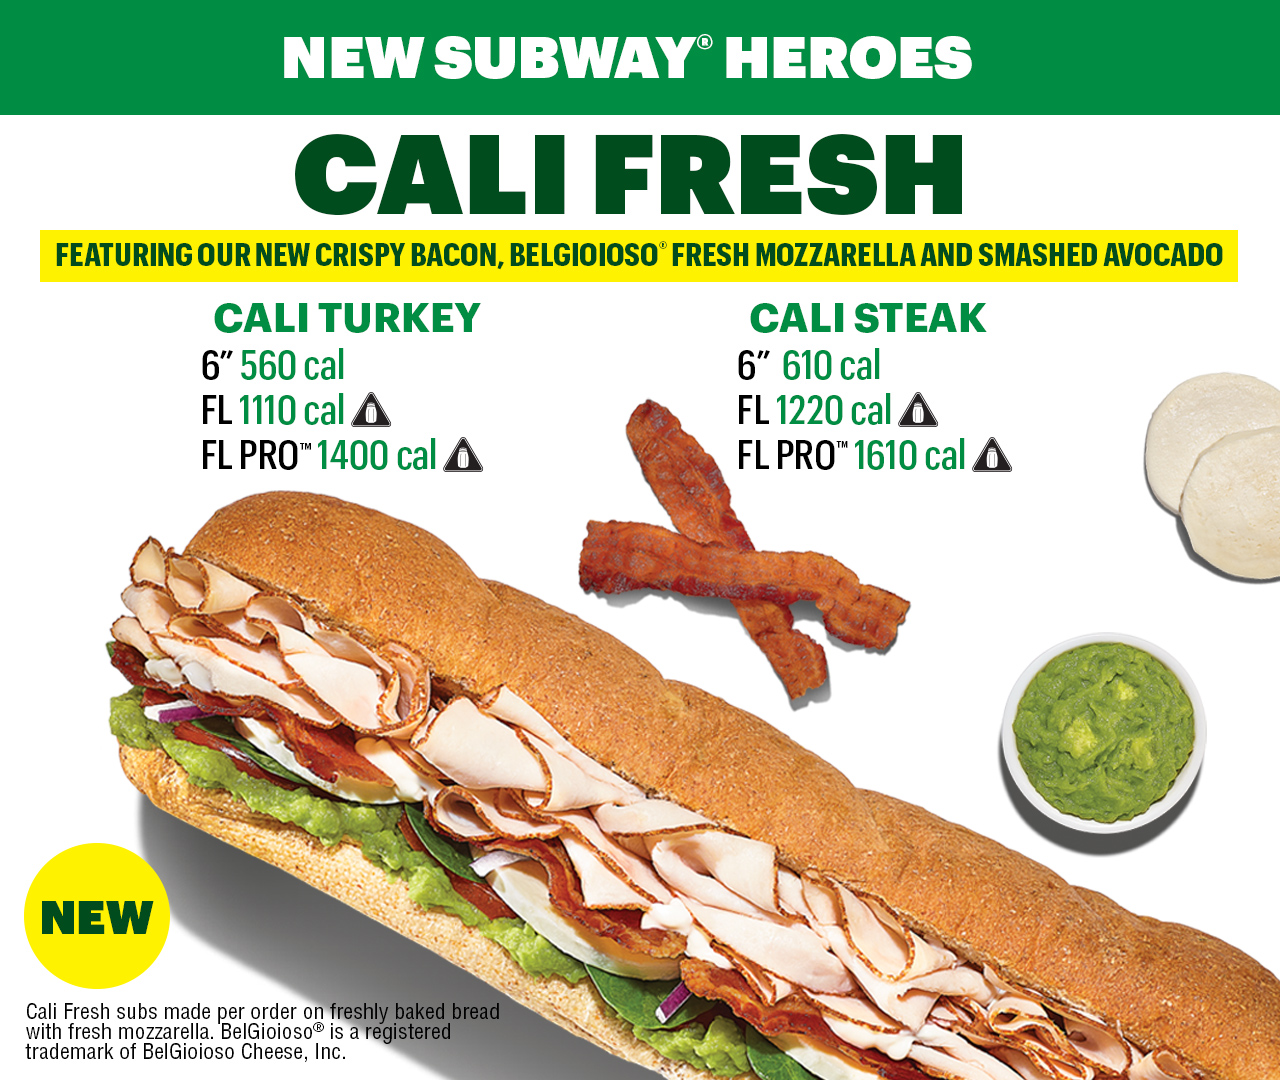 NEW SUBWAY® HEROES
CALI FRESH
FEATURING OUR NEW CRISPY BACON, BELGIOIOSO® FRESH MOZZARELLA AND SMASHED AVOCADO
CALI TURKEY
6” 560 cal
FL 1110 cal
FL PRO™ 1400 cal
CALI STEAK
6” 610 cal
FL 1220 cal
FL PRO™ 1610 cal
NEW
Cali Fresh subs made per order on freshly baked bread
with fresh mozzarella. BelGioioso® is a registered
trademark of BelGioioso Cheese, Inc.